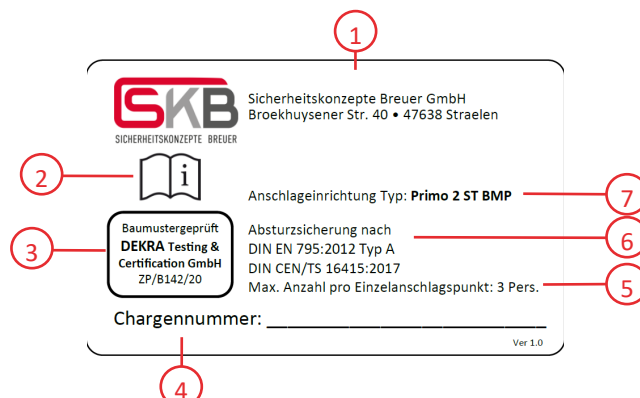 1
SKB
SICHERHEITSKONZEPTE BREUER
Sicherheitskonzepte Breuer GmbH
Broekhuysener Str. 40 • 47638 Straelen
2
i
Anschlageinrichtung Typ: Primo 2 ST BMP
7
3
Baumustergeprüft
DEKRA Testing &
Certification GmbH
ZP/B142/20
Absturzsicherung nach
6
DIN EN 795:2012 Typ A
DIN CEN/TS 16415:2017
Max. Anzahl pro Einzelanschlagspunkt: 3 Pers.
5
Chargennummer: ______________________________
Ver 1.0
4